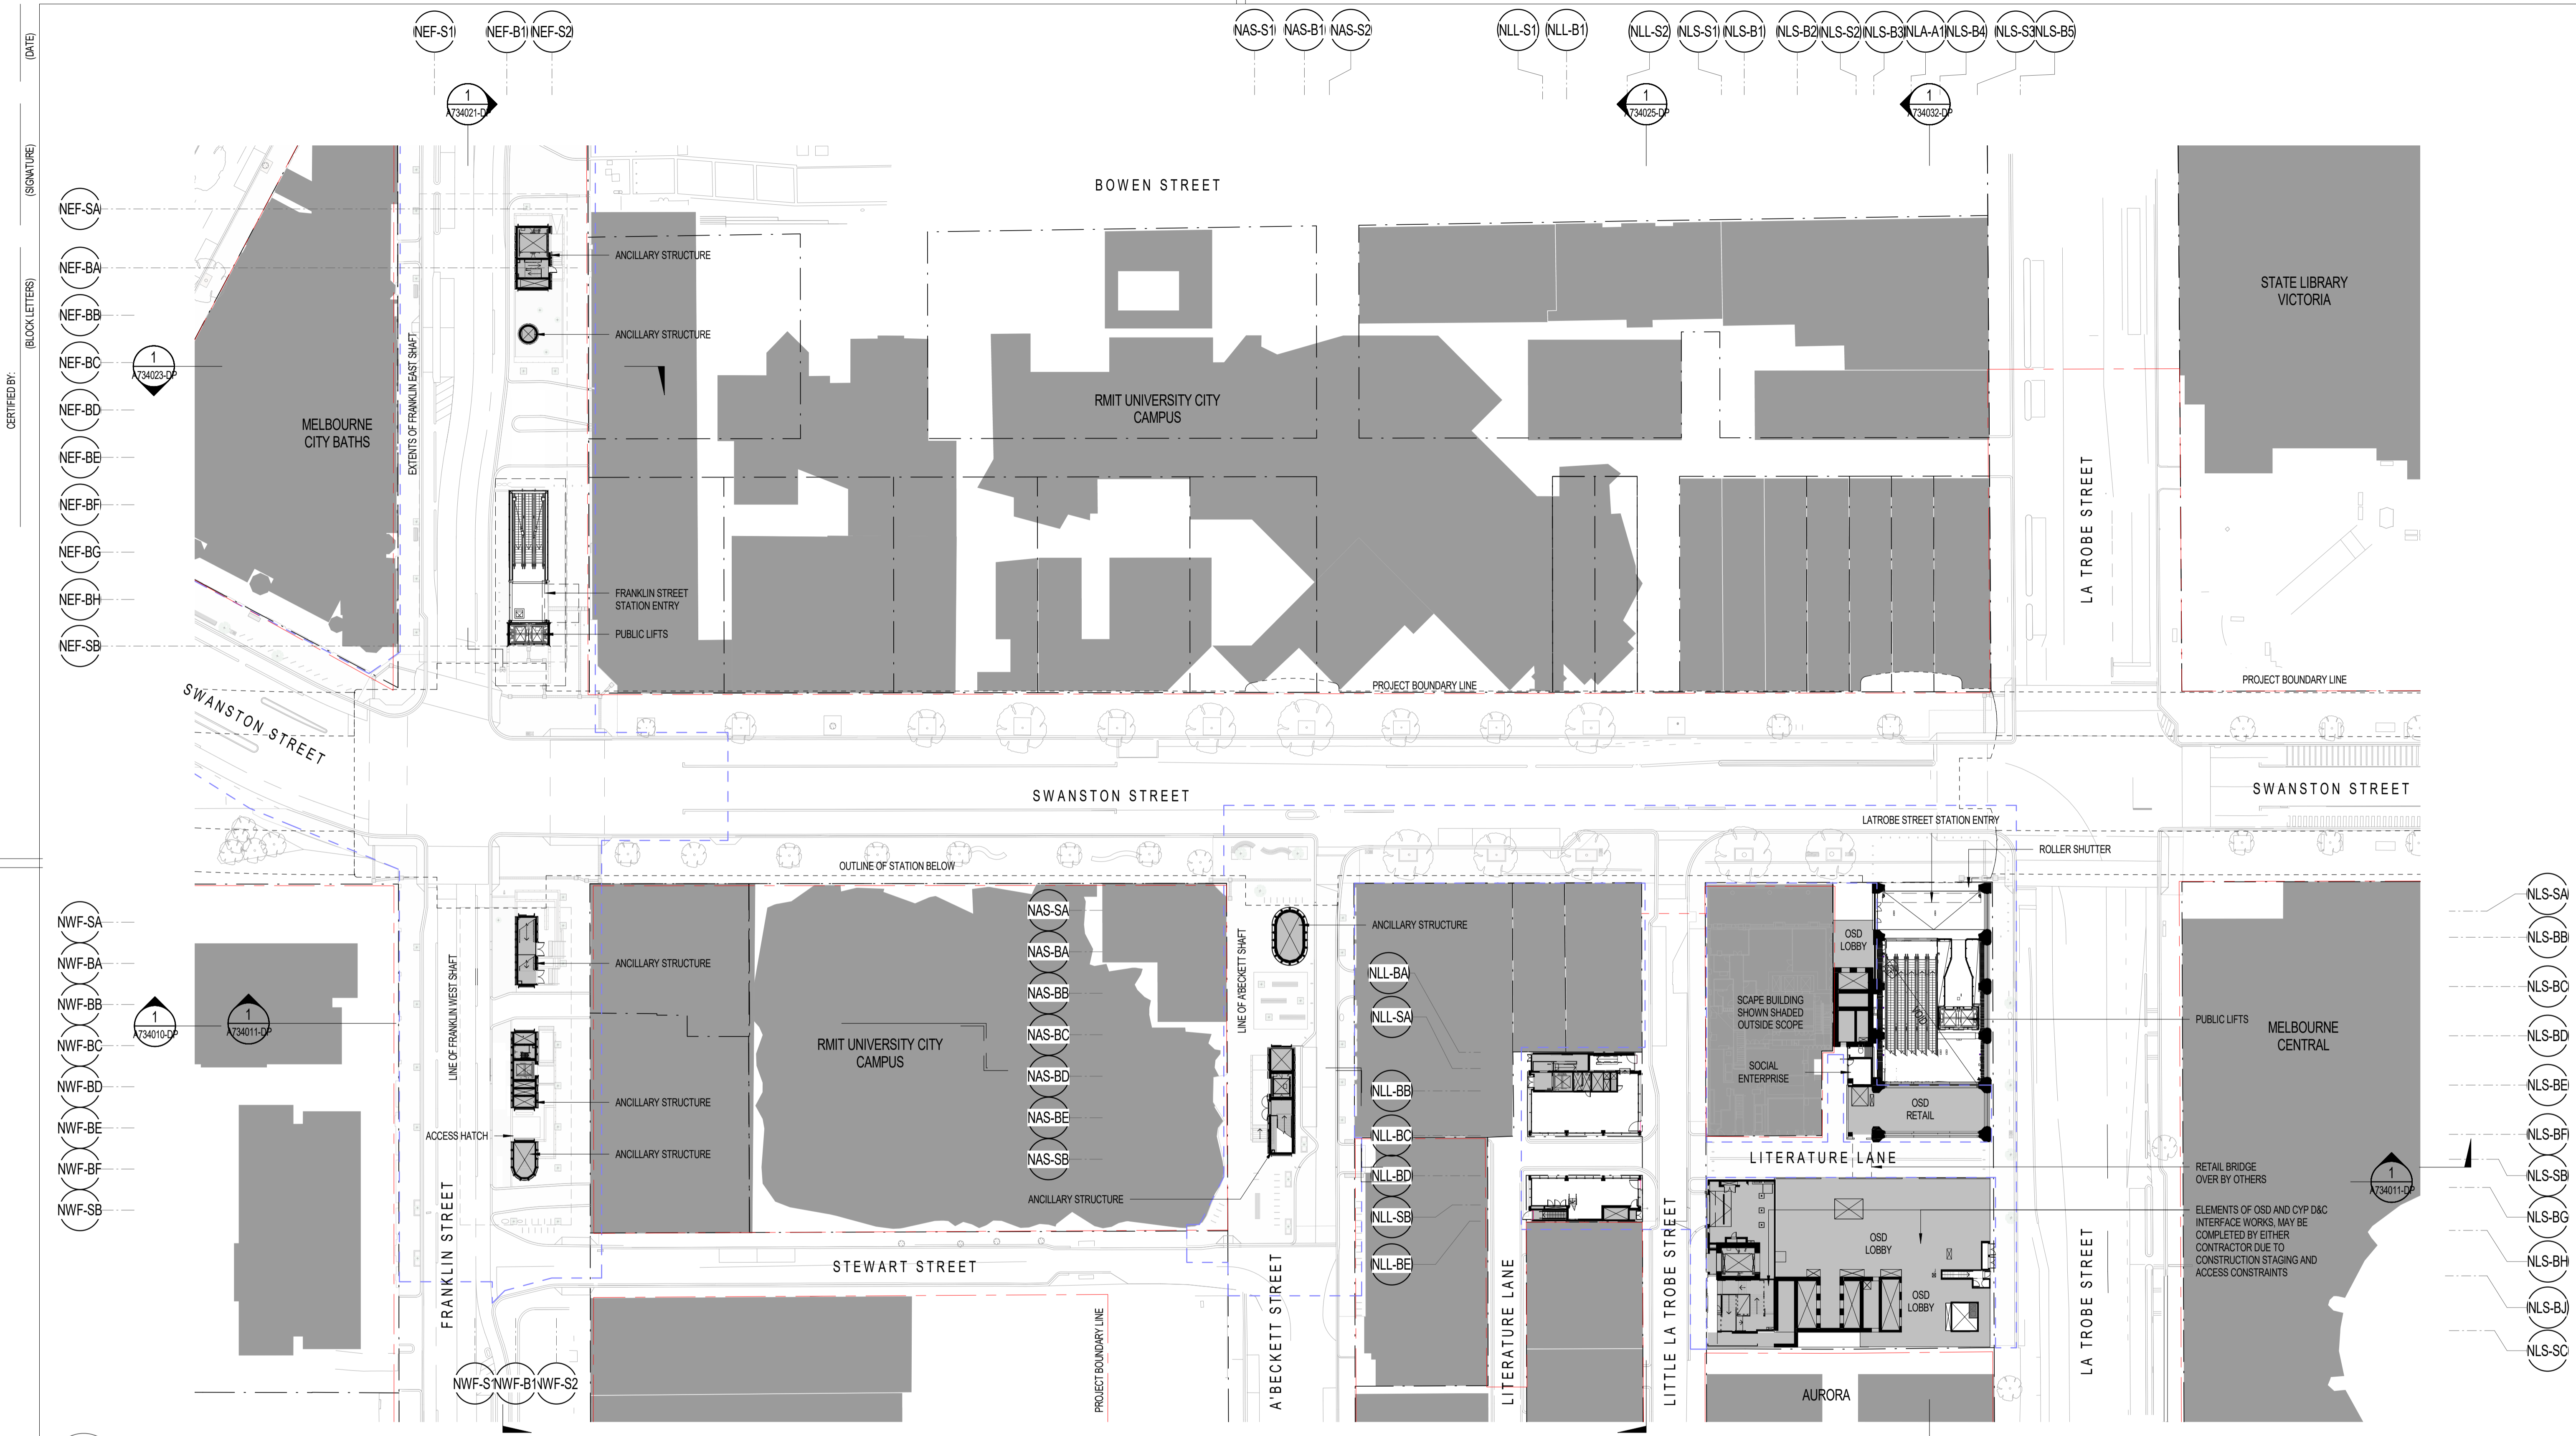 (DATE)
(SIGNATURE)
(BLOCK LETTERS)
CERTIFIED BY:
NEF-S1
NEF-B1
NEF-S2
NAS-S1
NAS-B1
NAS-S2
NLL-S1
NLL-B1
NLL-S2
NLS-S1
NLS-B1
NLS-B2
NLS-S2
NLS-B3
NLA-A1
NLS-B4
NLS-S3
NLS-B5
1
A734021-DP
1
A734025-DP
1
A734032-DP
NEF-SA
NEF-BA
NEF-BB
NEF-BC
NEF-BD
NEF-BE
NEF-BF
NEF-BG
NEF-BH
NEF-SB
1
A734023-DP
BOWEN STREET
ANCILLARY STRUCTURE
ANCILLARY STRUCTURE
EXTENTS OF FRANKLIN EAST SHAFT
MELBOURNE
CITY BATHS
RMIT UNIVERSITY CITY
CAMPUS
STATE LIBRARY
VICTORIA
LA TROBE STREET
FRANKLIN STREET
STATION ENTRY
PUBLIC LIFTS
PROJECT BOUNDARY LINE
PROJECT BOUNDARY LINE
SWANSTON STREET
SWANSTON STREET
SWANSTON STREET
LATROBE STREET STATION ENTRY
ROLLER SHUTTER
OUTLINE OF STATION BELOW
NWF-SA
NWF-BA
NWF-BB
NWF-BC
NWF-BD
NWF-BE
NWF-BF
NWF-SB
1
A734010-DP
1
A734011-DP
LINE OF FRANKLIN WEST SHAFT
ANCILLARY STRUCTURE
ANCILLARY STRUCTURE
ACCESS HATCH
ANCILLARY STRUCTURE
RMIT UNIVERSITY CITY
CAMPUS
NAS-SA
NAS-BA
NAS-BB
NAS-BC
NAS-BD
NAS-BE
NAS-SB
ANCILLARY STRUCTURE
LINE OF A'BECKETT SHAFT
ANCILLARY STRUCTURE
NLL-BA
NLL-SA
NLL-BB
NLL-BC
NLL-BD
NLL-SB
NLL-BE
OSD
LOBBY
SCAPE BUILDING
SHOWN SHADED
OUTSIDE SCOPE
SOCIAL
ENTERPRISE
VOID
PUBLIC LIFTS
OSD
RETAIL
MELBOURNE
CENTRAL
LITERATURE LANE
RETAIL BRIDGE
OVER BY OTHERS
1
A734011-DP
ELEMENTS OF OSD AND CYP D&C
INTERFACE WORKS, MAY BE
COMPLETED BY EITHER
CONTRACTOR DUE TO
CONSTRUCTION STAGING AND
ACCESS CONSTRAINTS
OSD
LOBBY
OSD
LOBBY
NLS-SA
NLS-BB
NLS-BC
NLS-BD
NLS-BE
NLS-BF
NLS-SB
NLS-BG
NLS-BH
NLS-BJ
NLS-SC
FRANKLIN STREET
STEWART STREET
PROJECT BOUNDARY LINE
A'BECKETT STREET
LITERATURE LANE
LITTLE LA TROBE STREET
LA TROBE STREET
AURORA
NWF-S1
NWF-B1
NWF-S2